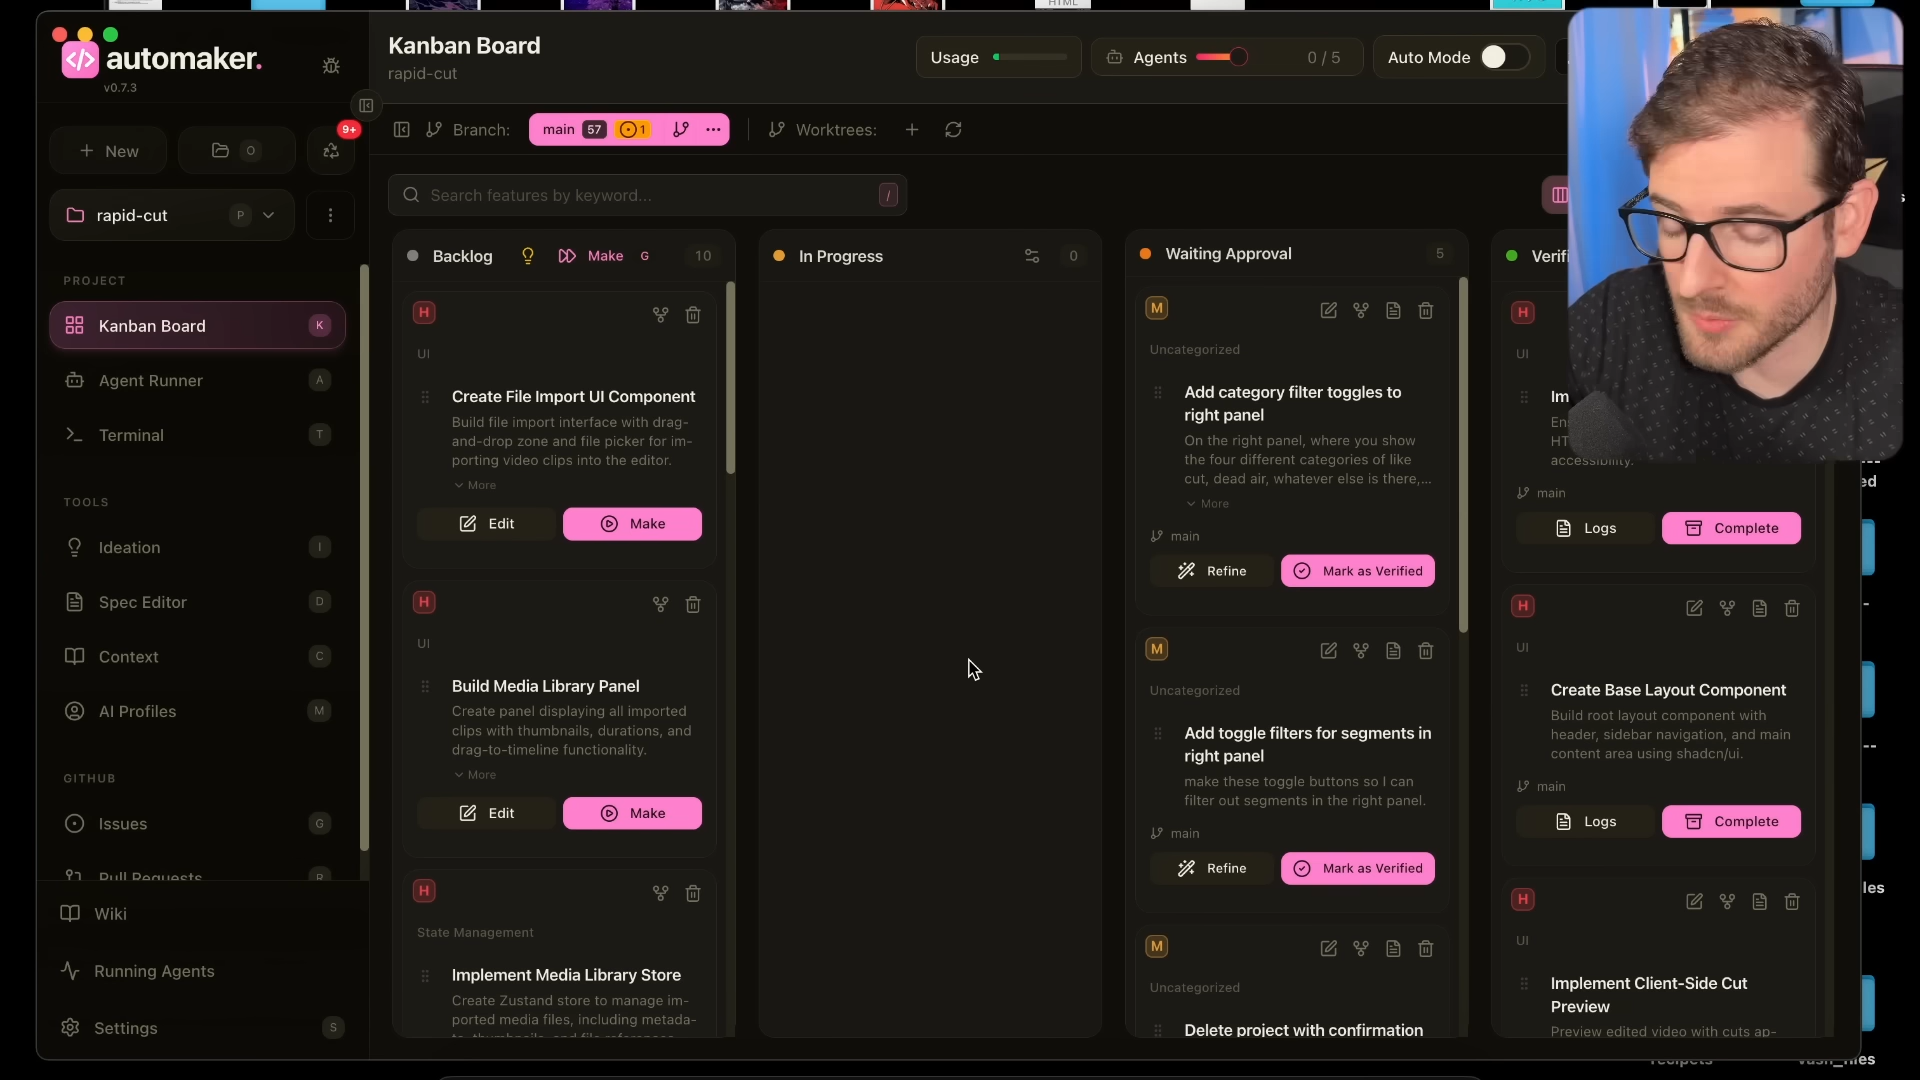 HTML
automaker.
v0.7.3
Kanban Board
rapid-cut
Usage
Agents
0 / 5
Auto Mode
9+
New
O
Branch:
main 57 1
Worktrees:
rapid-cut
P
Search features by keyword...
/
PROJECT
Kanban Board K
Agent Runner A
Terminal T
TOOLS
Ideation I
Spec Editor D
Context C
AI Profiles M
GITHUB
Issues G
Pull Requests R
Wiki
Running Agents
Settings S
Backlog
Make G
10
H
UI
Create File Import UI Component
Build file import interface with drag-
and-drop zone and file picker for im-
porting video clips into the editor.
More
Edit
Make
H
UI
Build Media Library Panel
Create panel displaying all imported
clips with thumbnails, durations, and
drag-to-timeline functionality.
More
Edit
Make
H
State Management
Implement Media Library Store
Create Zustand store to manage im-
ported media files, including metada-
In Progress
0
Waiting Approval
5
M
Uncategorized
Add category filter toggles to
right panel
On the right panel, where you show
the four different categories of like
cut, dead air, whatever else is there,...
More
main
Refine
Mark as Verified
M
Uncategorized
Add toggle filters for segments in
right panel
make these toggle buttons so I can
filter out segments in the right panel.
main
Refine
Mark as Verified
M
Uncategorized
Delete project with confirmation
Verifi
H
UI
Im
Ens
HT
accessibility.
main
Logs
Complete
H
UI
Create Base Layout Component
Build root layout component with
header, sidebar navigation, and main
content area using shadcn/ui.
main
Logs
Complete
H
UI
Implement Client-Side Cut
Preview
Preview edited video with cuts ap-
s
ed
les